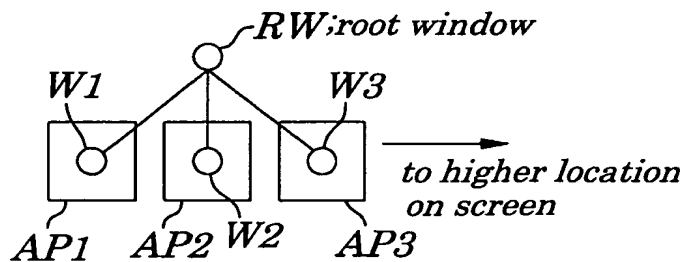 RW;root window
W1
W3
to higher location
on screen
AP1
AP2
W2
AP3